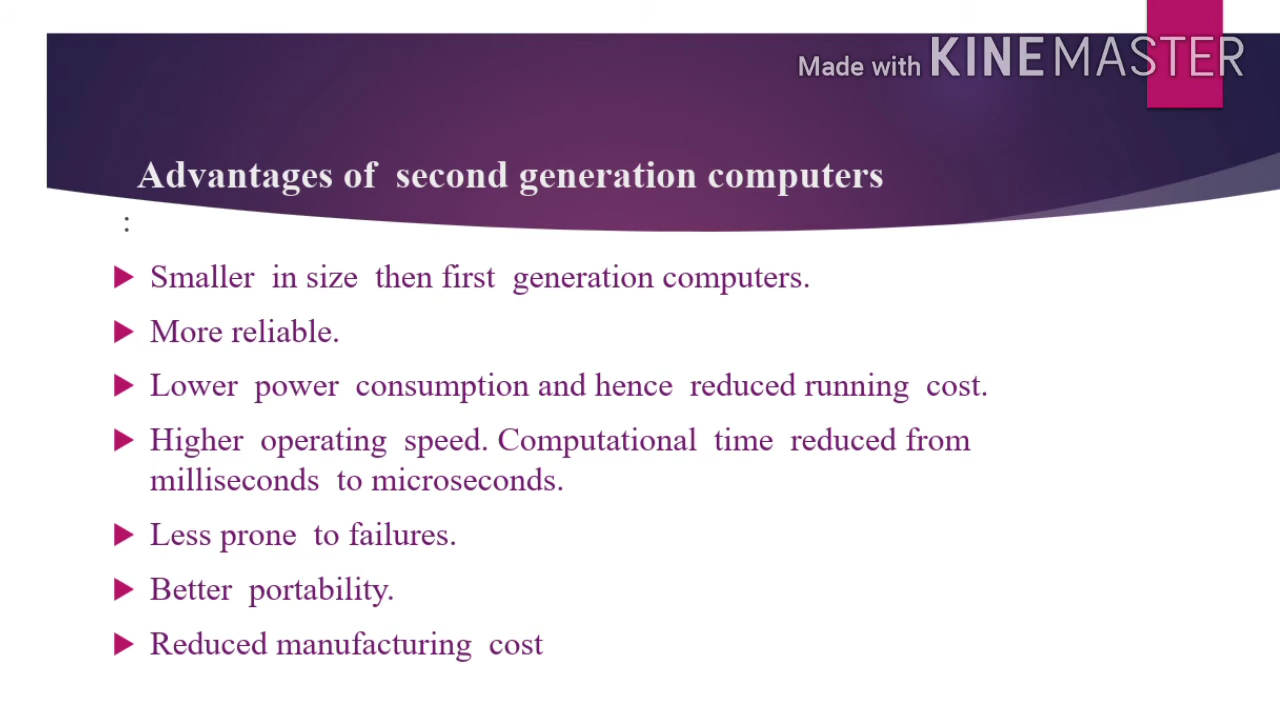 Made with KINEMASTER
Advantages of second generation computers
:
Smaller in size then first generation computers.
More reliable.
Lower power consumption and hence reduced running cost.
Higher operating speed. Computational time reduced from
milliseconds to microseconds.
Less prone to failures.
Better portability.
Reduced manufacturing cost